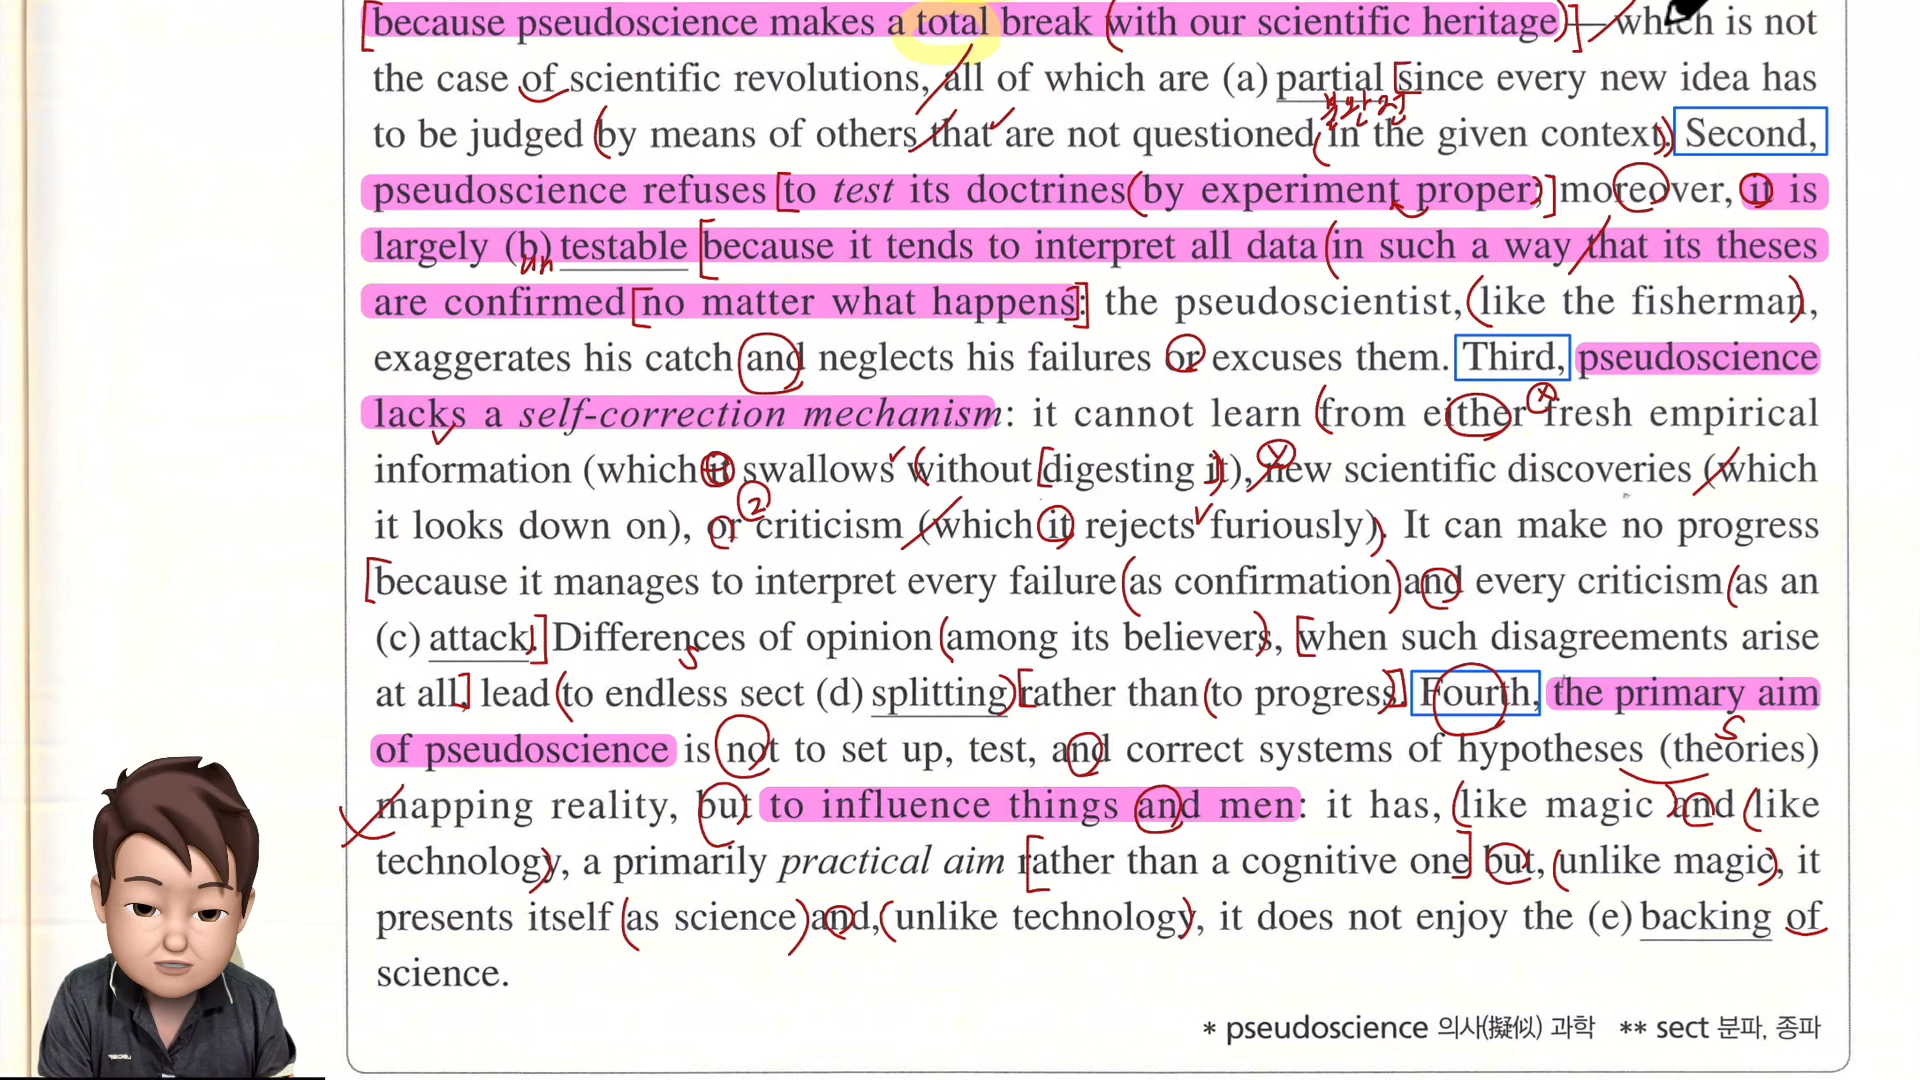 because pseudoscience makes a total break (with our scientific heritage) — which is not
the case of scientific revolutions, all of which are (a) partial since every new idea has
불완전
to be judged by means of others that are not questioned in the given context. Second,
pseudoscience refuses to test its doctrines by experiment proper; moreover, it is
largely (b) testable because it tends to interpret all data in such a way that its theses
un
are confirmed no matter what happens: the pseudoscientist, like the fisherman,
exaggerates his catch and neglects his failures or excuses them. Third, pseudoscience
lacks a self-correction mechanism: it cannot learn from either fresh empirical
information (which it swallows without digesting it), new scientific discoveries (which
2
it looks down on), or criticism (which it rejects furiously). It can make no progress
because it manages to interpret every failure as confirmation and every criticism as an
(c) attack. Differences of opinion among its believers, when such disagreements arise
s
at all, lead to endless sect (d) splitting rather than to progress. Fourth, the primary aim
s
of pseudoscience is not to set up, test, and correct systems of hypotheses (theories)
mapping reality, but to influence things and men: it has, like magic and like
technology, a primarily practical aim rather than a cognitive one but, unlike magic, it
presents itself as science and, unlike technology, it does not enjoy the (e) backing of
science.
* pseudoscience 의사(擬似) 과학 ** sect 분파, 종파